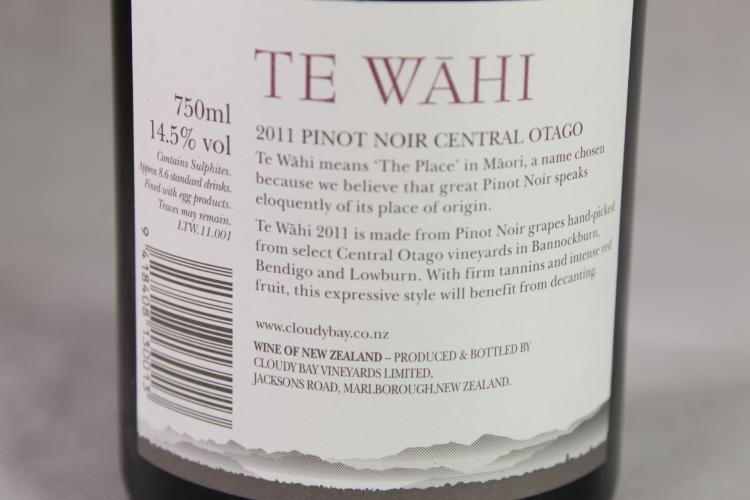 TE WĀHI
750ml
14.5% vol
Contains Sulphites.
Approx 8.6 standard drinks.
Fined with egg products.
Traces may remain.
LTW.11.001
9 418408 130013
2011 PINOT NOIR CENTRAL OTAGO
Te Wāhi means 'The Place' in Māori, a name chosen
because we believe that great Pinot Noir speaks
eloquently of its place of origin.
Te Wāhi 2011 is made from Pinot Noir grapes hand-picked
from select Central Otago vineyards in Bannockburn,
Bendigo and Lowburn. With firm tannins and intense red
fruit, this expressive style will benefit from decanting.
www.cloudybay.co.nz
WINE OF NEW ZEALAND – PRODUCED & BOTTLED BY
CLOUDY BAY VINEYARDS LIMITED,
JACKSONS ROAD, MARLBOROUGH,NEW ZEALAND.